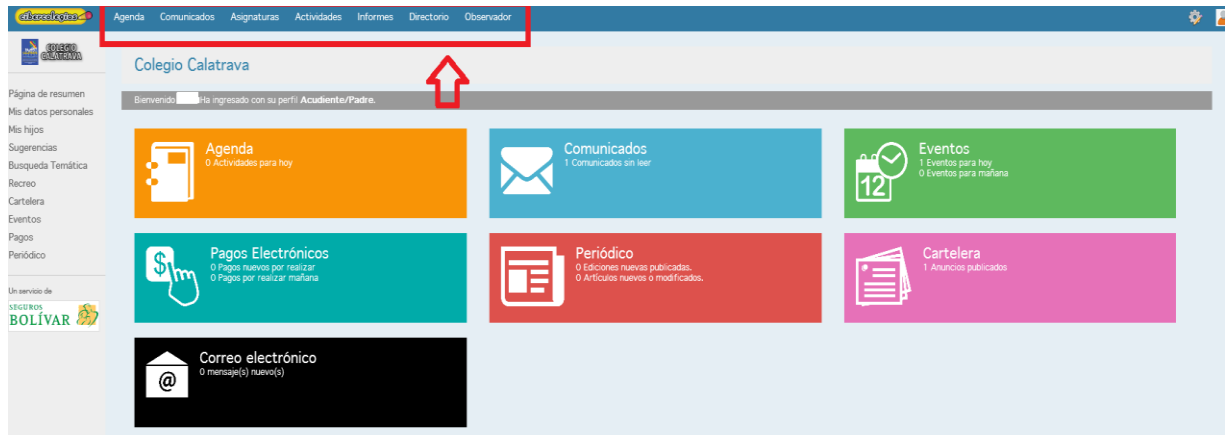 cibercolegios
Agenda Comunicados Asignaturas Actividades Informes Directorio Observador
COLEGIO
CALATRAVA
Página de resumen
Mis datos personales
Mis hijos
Sugerencias
Busqueda Temática
Recreo
Cartelera
Eventos
Pagos
Periódico
Un servicio de
SEGUROS
BOLÍVAR
Colegio Calatrava
Bienvenido Ha ingresado con su perfil Acudiente/Padre.
Agenda
0 Actividades para hoy
Comunicados
1 Comunicados sin leer
12
Eventos
1 Eventos para hoy
0 Eventos para mañana
$
Pagos Electrónicos
0 Pagos nuevos por realizar
0 Pagos por realizar mañana
Periódico
0 Ediciones nuevas publicadas.
0 Artículos nuevos o modificados.
Cartelera
1 Anuncios publicados
@
Correo electrónico
0 mensaje(s) nuevo(s)